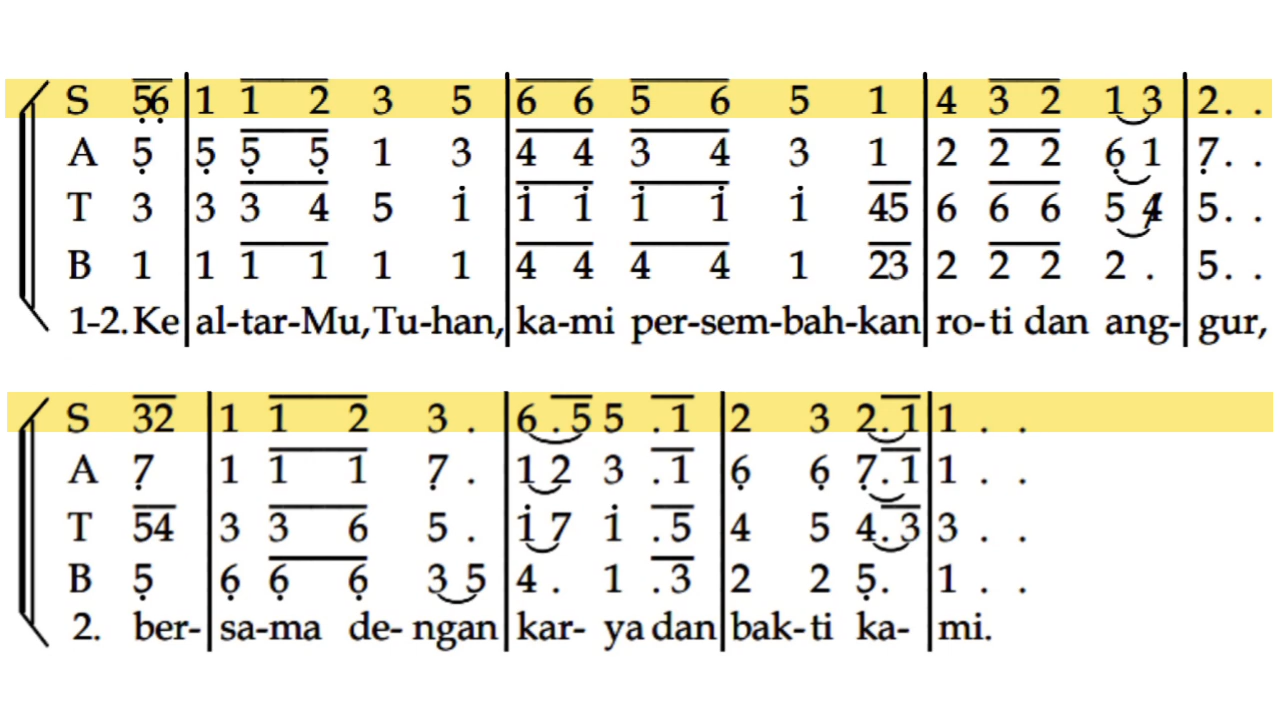 S 5̣6̣ | 1 1 2 3 5 | 6 6 5 6 5 1 | 4 3 2 1 3 | 2 . .
A 5̣ | 5̣ 5̣ 5̣ 1 3 | 4 4 3 4 3 1 | 2 2 2 6̣ 1 | 7̣ . .
T 3 | 3 3 4 5 1̇ | 1̇ 1̇ 1̇ 1̇ 1̇ 45 | 6 6 6 5 4̸ | 5 . .
B 1 | 1 1 1 1 1 | 4 4 4 4 1 23 | 2 2 2 2 . | 5 . .
1-2. Ke al-tar-Mu, Tu-han, ka-mi per-sem-bah-kan ro-ti dan ang- gur,
S 32 | 1 1 2 3 . | 6 . 5 5 . 1 | 2 3 2 . 1 | 1 . .
A 7̣ | 1 1 1 7̣ . | 1 2 3 . 1 | 6̣ 6̣ 7̣ . 1 | 1 . .
T 54 | 3 3 6 5 . | 1̇ 7 1̇ . 5 | 4 5 4 . 3 | 3 . .
B 5̣ | 6̣ 6̣ 6̣ 3 5 | 4 . 1 . 3 | 2 2 5̣ . | 1 . .
2. ber- sa-ma de- ngan kar- ya dan bak-ti ka- mi.